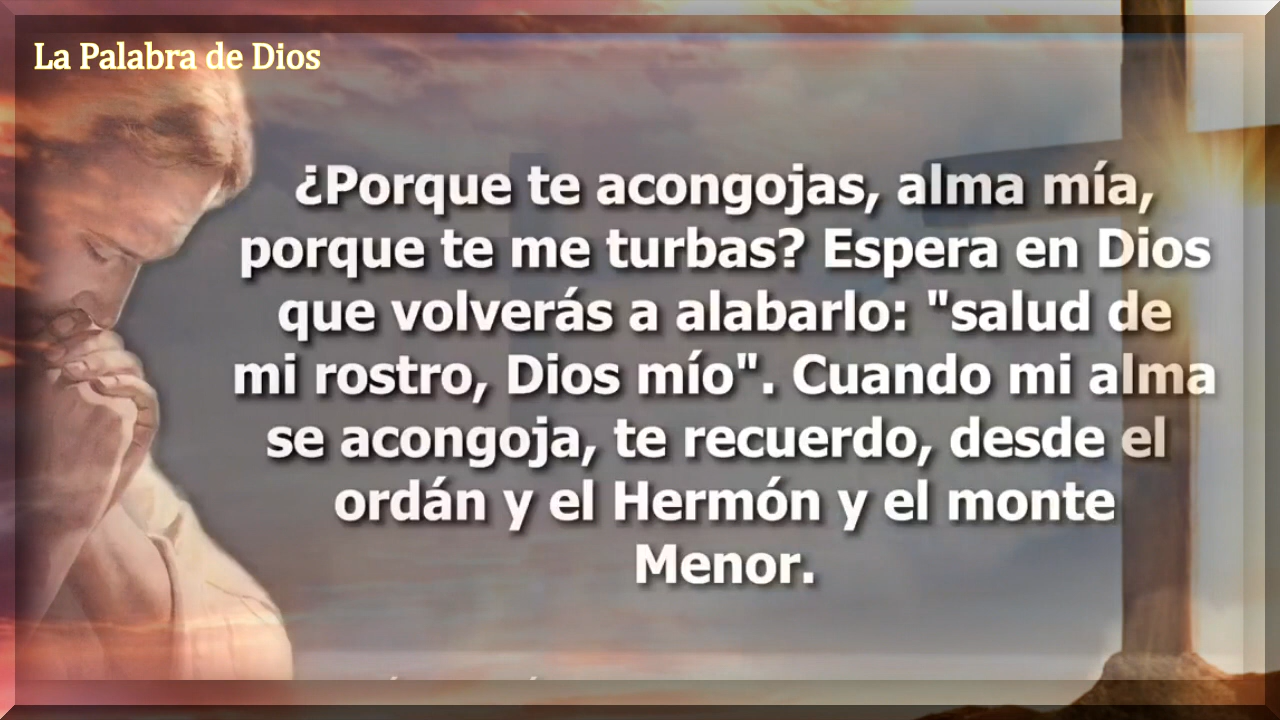 La Palabra de Dios
¿Porque te acongojas, alma mía,
porque te me turbas? Espera en Dios
que volverás a alabarlo: "salud de
mi rostro, Dios mío". Cuando mi alma
se acongoja, te recuerdo, desde el
ordán y el Hermón y el monte
Menor.